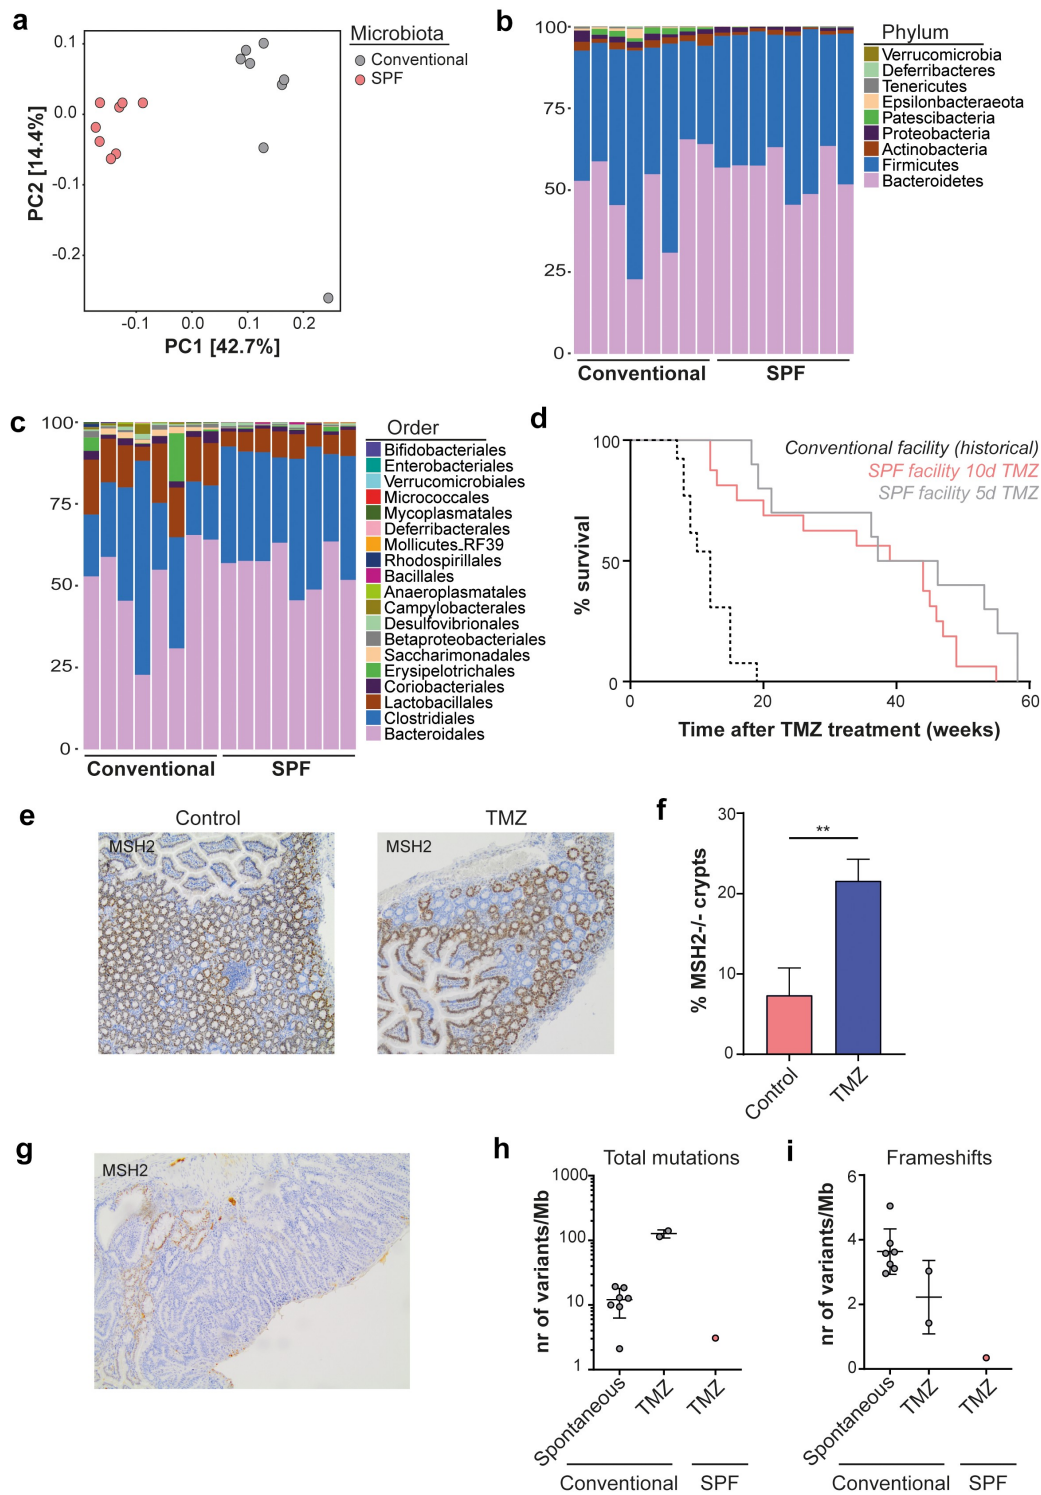 a
Microbiota
Conventional
SPF
0.1
0.0
-0.1
-0.2
PC2 [14.4%]
-0.1 0.0 0.1 0.2
PC1 [42.7%]
b
100
75
50
25
0
Conventional SPF
Phylum
Verrucomicrobia
Deferribacteres
Tenericutes
Epsilonbacteraeota
Patescibacteria
Proteobacteria
Actinobacteria
Firmicutes
Bacteroidetes
c
100
75
50
25
0
Conventional SPF
Order
Bifidobacteriales
Enterobacteriales
Verrucomicrobiales
Micrococcales
Mycoplasmatales
Deferribacterales
Mollicutes_RF39
Rhodospirillales
Bacillales
Anaeroplasmatales
Campylobacterales
Desulfovibrionales
Betaproteobacteriales
Saccharimonadales
Erysipelotrichales
Coriobacteriales
Lactobacillales
Clostridiales
Bacteroidales
d
100
50
0
% survival
Conventional facility (historical)
SPF facility 10d TMZ
SPF facility 5d TMZ
0 20 40 60
Time after TMZ treatment (weeks)
e
Control TMZ
MSH2 MSH2
f
30
20
10
0
% MSH2-/- crypts
**
Control TMZ
g
MSH2
h
Total mutations
1000
100
10
1
nr of variants/Mb
Spontaneous TMZ TMZ
Conventional SPF
i
Frameshifts
6
4
2
0
nr of variants/Mb
Spontaneous TMZ TMZ
Conventional SPF